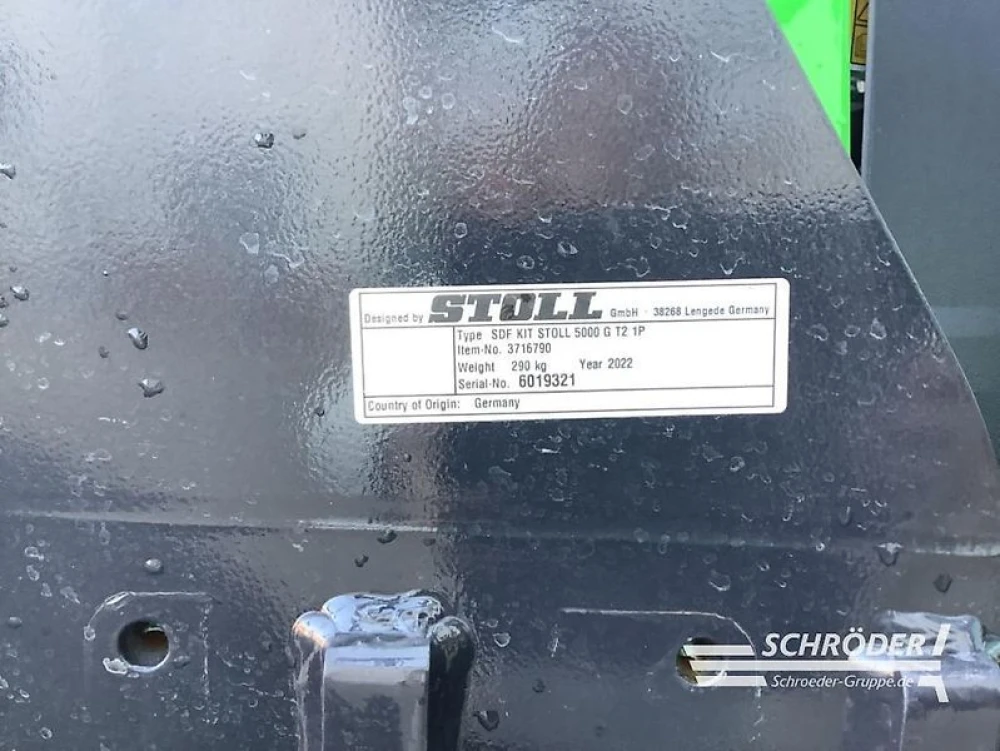 Designed by STOLL GmbH · 38268 Lengede Germany
Type SDF KIT STOLL 5000 G T2 1P
Item-No. 3716790
Weight 290 kg Year 2022
Serial-No. 6019321
Country of Origin: Germany
SCHRÖDER
Schroeder-Gruppe.de